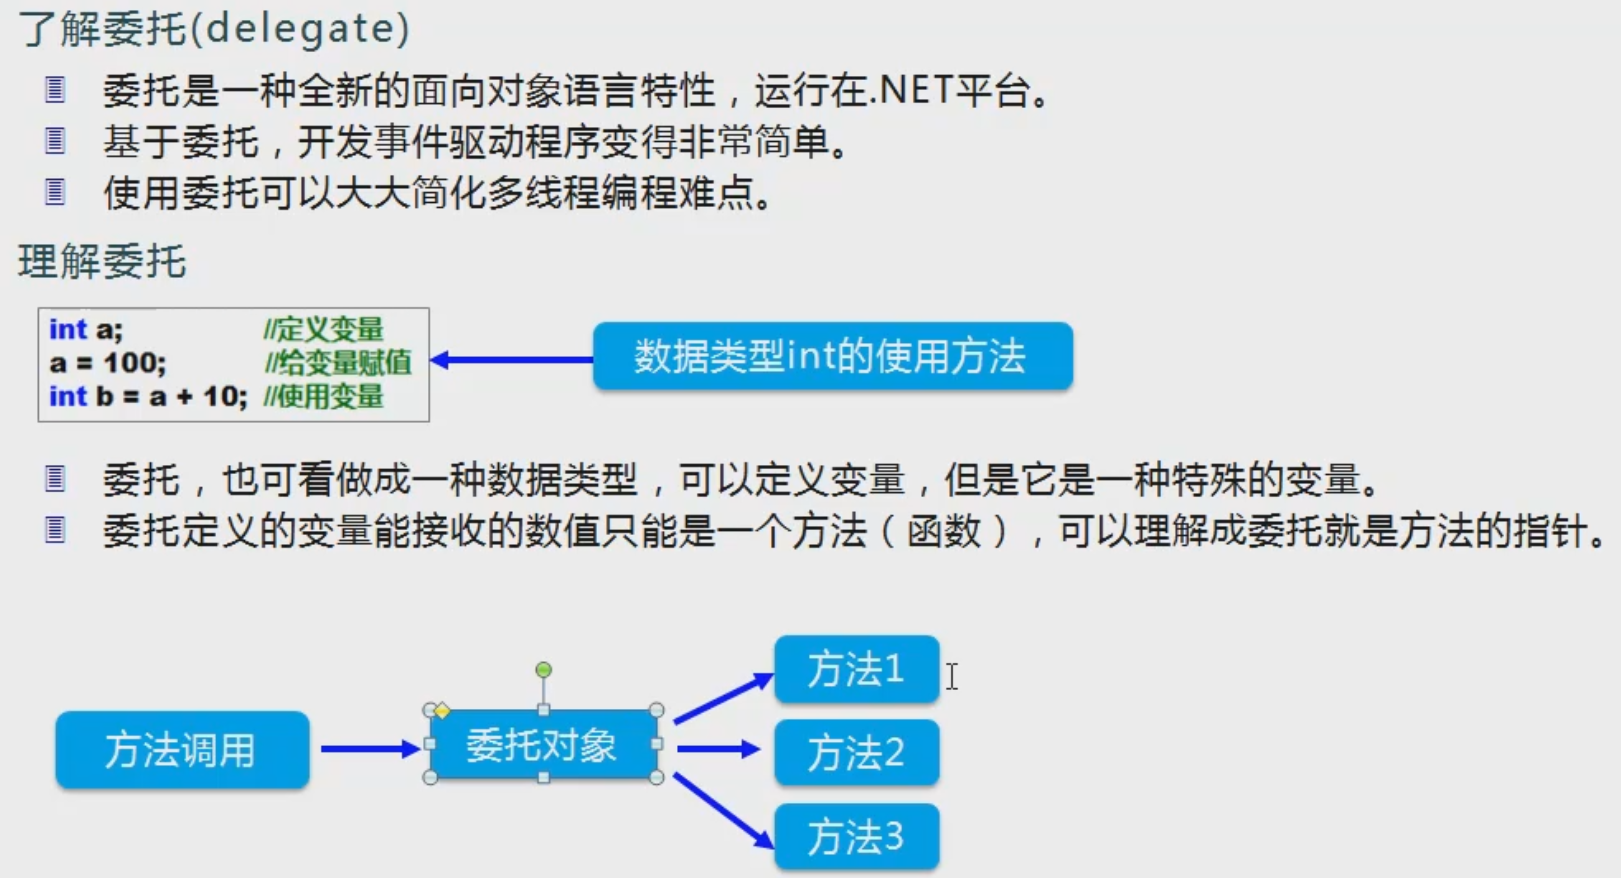 了解委托(delegate)
委托是一种全新的面向对象语言特性，运行在.NET平台。
基于委托，开发事件驱动程序变得非常简单。
使用委托可以大大简化多线程编程难点。
理解委托
int a; //定义变量
a = 100; //给变量赋值
int b = a + 10; //使用变量
数据类型int的使用方法
委托，也可看做成一种数据类型，可以定义变量，但是它是一种特殊的变量。
委托定义的变量能接收的数值只能是一个方法（函数），可以理解成委托就是方法的指针。
方法调用
委托对象
方法1
方法2
方法3